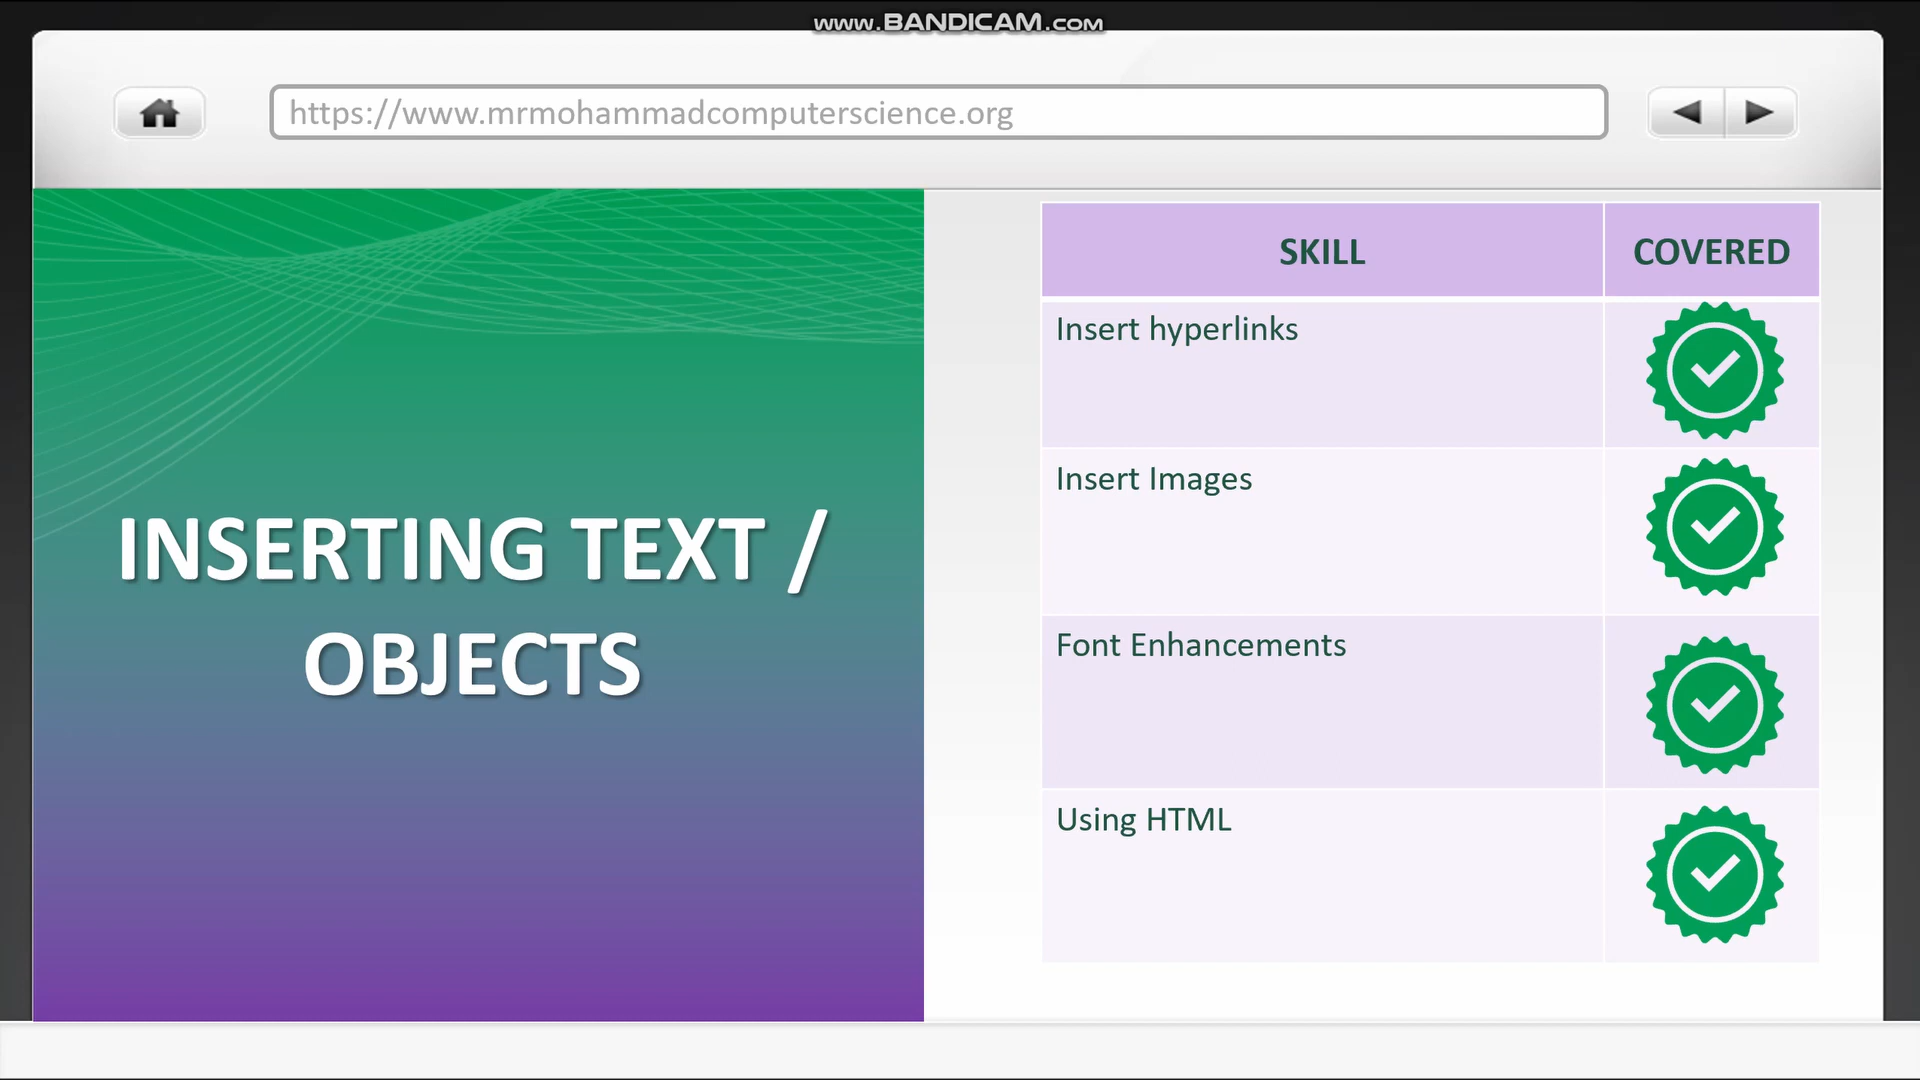 www.BANDICAM.com
https://www.mrmohammadcomputerscience.org
INSERTING TEXT /
OBJECTS
SKILL COVERED
Insert hyperlinks
Insert Images
Font Enhancements
Using HTML